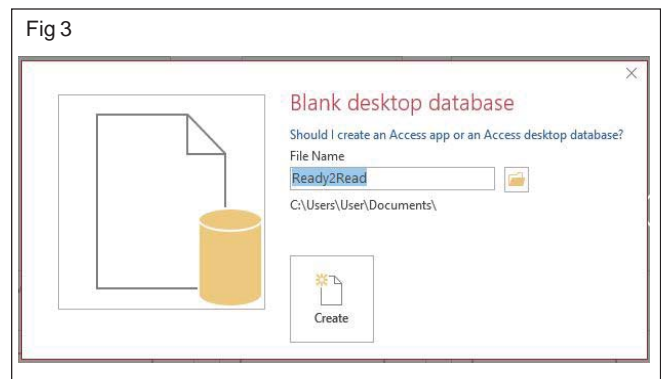 Fig 3
Blank desktop database
Should I create an Access app or an Access desktop database?
File Name
Ready2Read
C:\Users\User\Documents\
Create